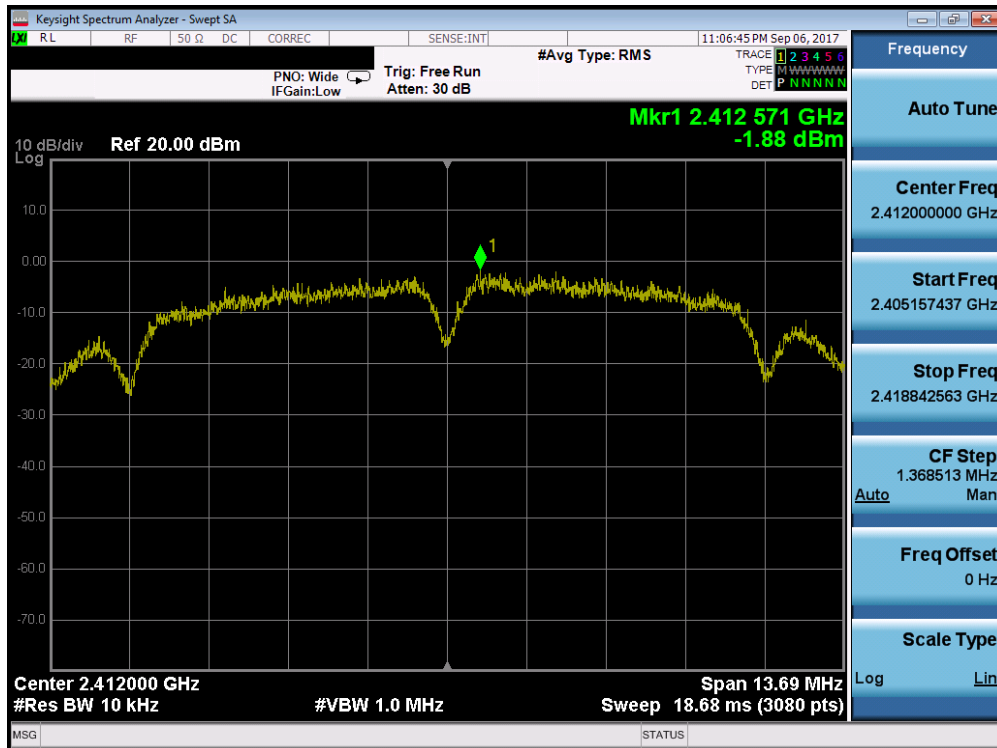 Keysight Spectrum Analyzer - Swept SA
LXI RL RF 50 Ω DC CORREC SENSE:INT 11:06:45 PM Sep 06, 2017
#Avg Type: RMS
TRACE 1 2 3 4 5 6
PNO: Wide Trig: Free Run
TYPE M W W W W W
IFGain:Low Atten: 30 dB
DET P N N N N N
Mkr1 2.412 571 GHz
-1.88 dBm
10 dB/div Ref 20.00 dBm
Log
10.0
1
0.00
-10.0
-20.0
-30.0
-40.0
-50.0
-60.0
-70.0
Center 2.412000 GHz Span 13.69 MHz
#Res BW 10 kHz #VBW 1.0 MHz Sweep 18.68 ms (3080 pts)
MSG STATUS
Frequency
Auto Tune
Center Freq
2.412000000 GHz
Start Freq
2.405157437 GHz
Stop Freq
2.418842563 GHz
CF Step
1.368513 MHz
Auto Man
Freq Offset
0 Hz
Scale Type
Log Lin